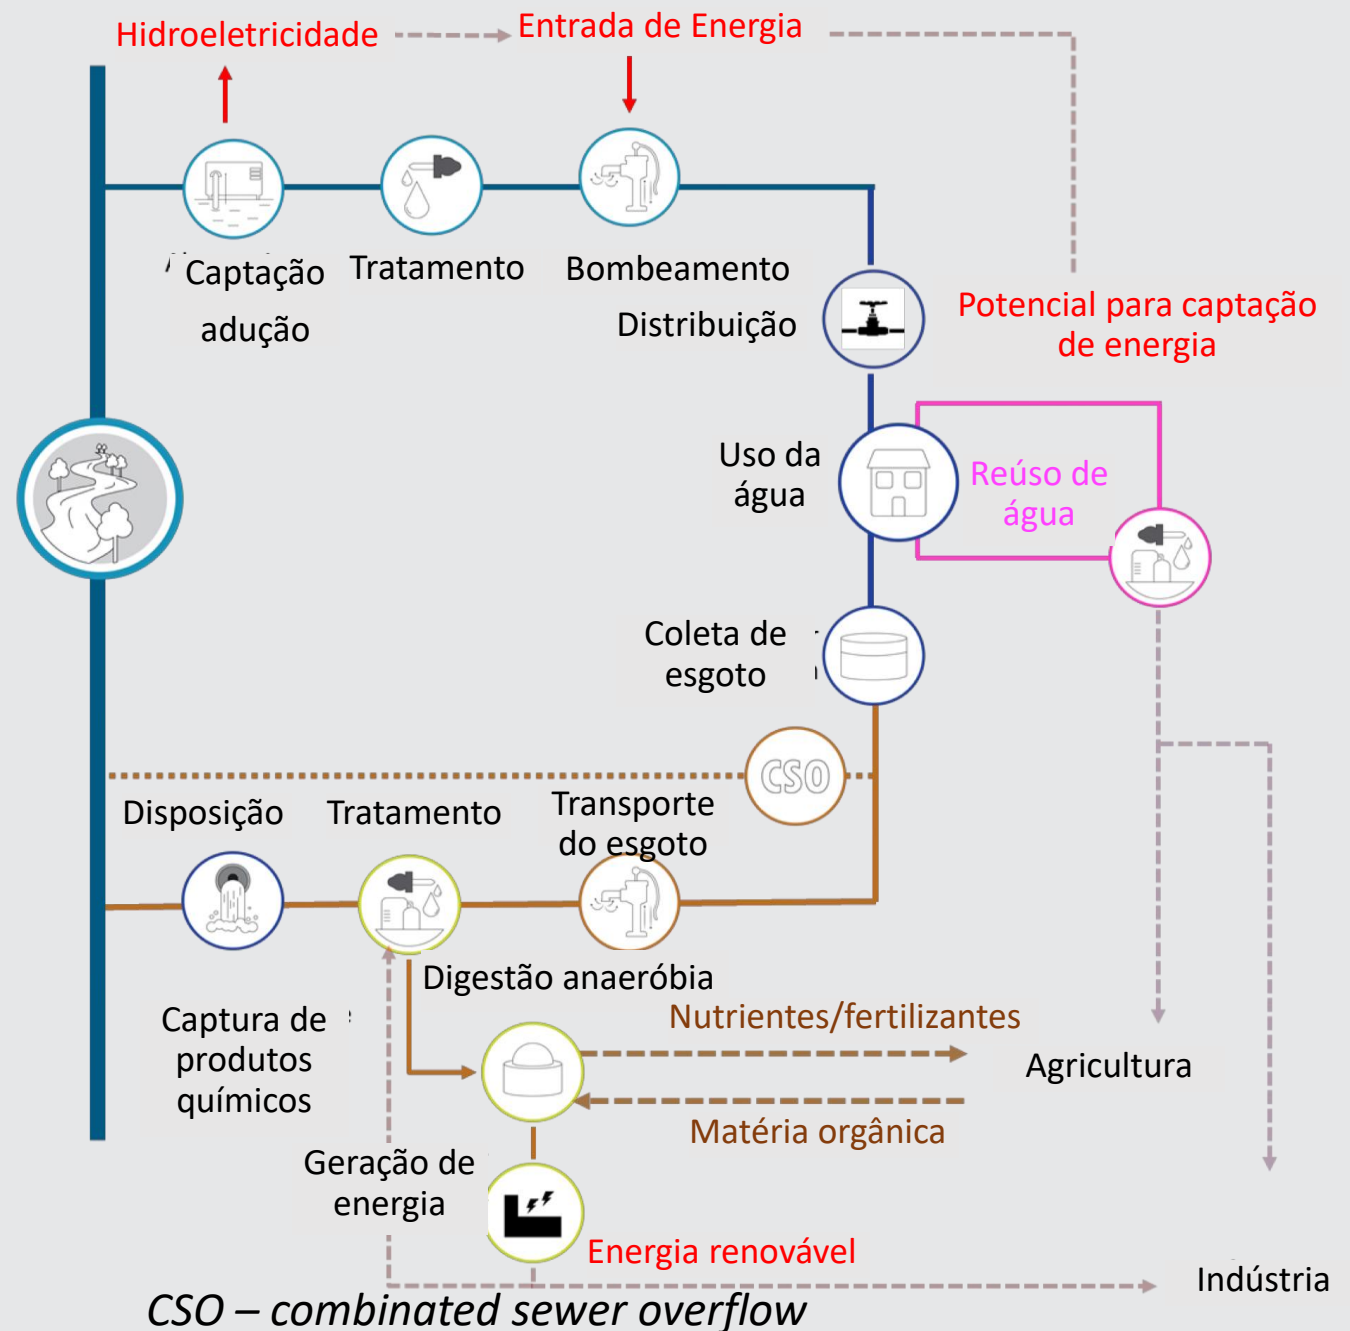 Hidroeletricidade
Entrada de Energia
Captação
adução
Tratamento
Bombeamento
Distribuição
Potencial para captação
de energia
Uso da
água
Reúso de
água
Coleta de
esgoto
CSO
Disposição
Tratamento
Transporte
do esgoto
Digestão anaeróbia
Captura de
produtos
químicos
Nutrientes/fertilizantes
Agricultura
Matéria orgânica
Geração de
energia
Energia renovável
Indústria
CSO – combinated sewer overflow